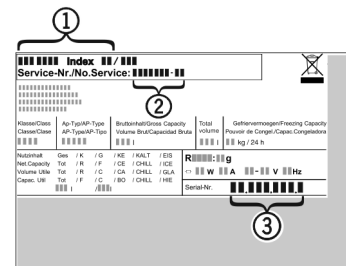 1
Index /
Service-Nr./No.Service: -
2
Klasse/Class Ap-Typ/AP-Type Bruttoinhalt/Gross Capacity Total Gefriervermoegen/Freezing Capacity
Classe/Clase AP-Type/AP-Tipo Volume Brut/Capacidad Bruta volume Pouvoir de Congel./Capac.Congeladora
l l kg / 24 h
Nutzinhalt Ges / K / G / KE / KALT / EIS
Net.Capacity Tot / R / F / CE / CHILL / ICE
Volume Utile Tot / R / C / CA / CHILL / GLA
Capac. Util Tot / F / C / BO / CHILL / HIE
l / l
R : g
W A - V Hz
Serial-Nr. . . .
3